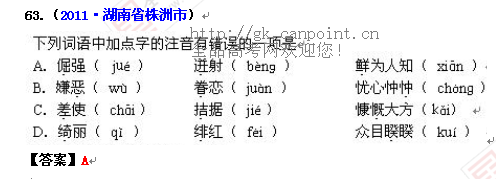 63.（2011·湖南省株洲市）
http://gk.canpoint.cn
下列词语中加点字的注音有错误的一项是
全品高考网欢迎您！
A. 倔强（ jué ） 迸射（ bèng ） 鲜为人知（ xiān ）
B. 嫌恶（ wù ） 眷恋（ juàn ） 忧心忡忡（ chōng ）
C. 差使（ chāi ） 拮据（ jié ） 慷慨大方（kǎi）
D. 绮丽（ qǐ ） 绯红（ fēi ） 众目睽睽（ kuí ）
【答案】A